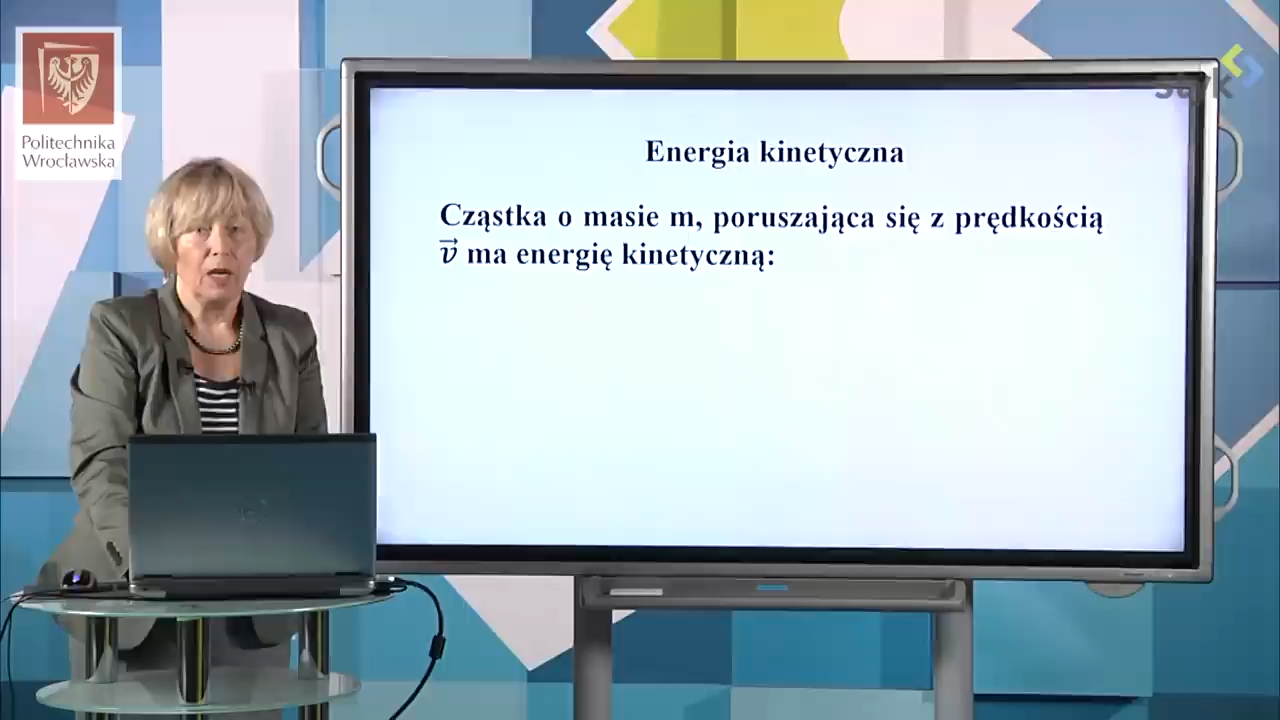 Politechnika
Wrocławska
Energia kinetyczna
Cząstka o masie m, poruszająca się z prędkością
v⃗ ma energię kinetyczną: